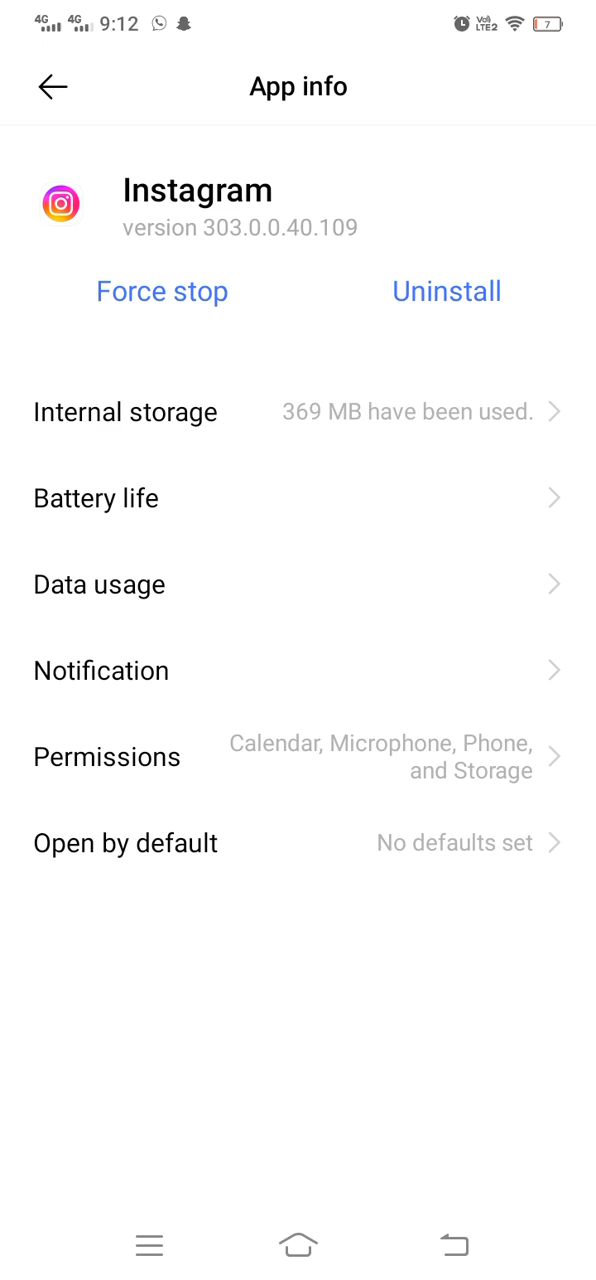 4G 4G 9:12 Vo) LTE2 7
App info
Instagram
version 303.0.0.40.109
Force stop Uninstall
Internal storage 369 MB have been used.
Battery life
Data usage
Notification
Permissions Calendar, Microphone, Phone,
and Storage
Open by default No defaults set